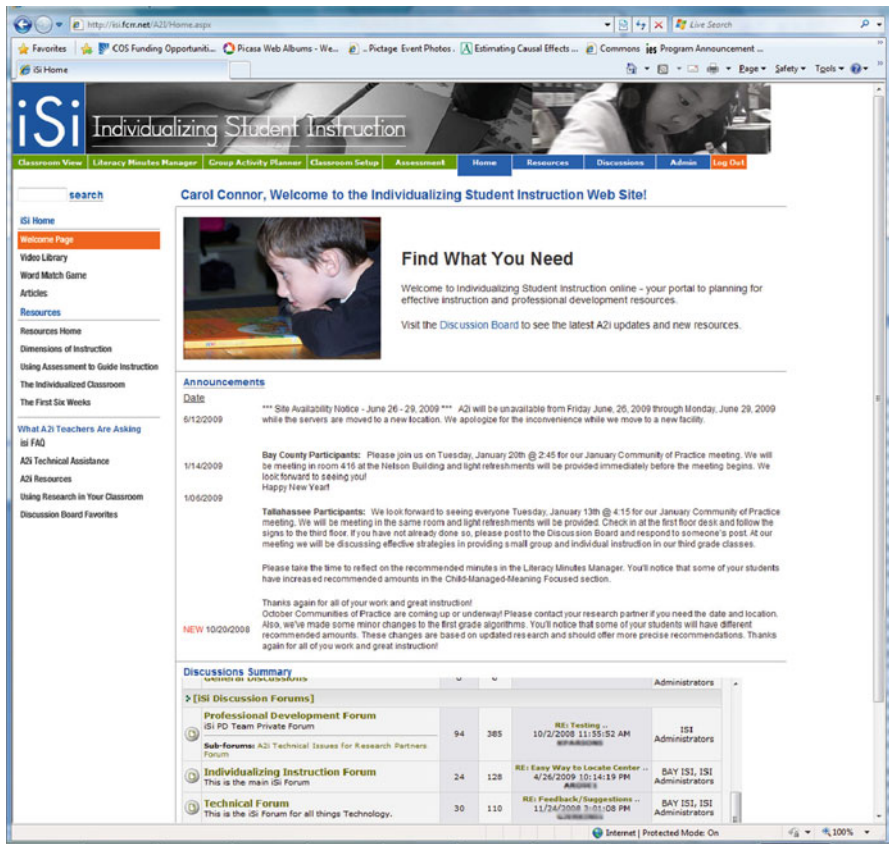 http://isi.fcrr.net/A2I/Home.aspx
Live Search
Favorites
COS Funding Opportuniti...
Picasa Web Albums - We...
.. Pictage Event Photos .
Estimating Causal Effects ...
Commons
ies Program Announcement ...
iSi Home
Page
Safety
Tools
iSi Individualizing Student Instruction
Classroom View
Literacy Minutes Manager
Group Activity Planner
Classroom Setup
Assessment
Home
Resources
Discussions
Admin
Log Out
search
iSi Home
Welcome Page
Video Library
Word Match Game
Articles
Resources
Resources Home
Dimensions of Instruction
Using Assessment to Guide Instruction
The Individualized Classroom
The First Six Weeks
What A2i Teachers Are Asking
isi FAQ
A2i Technical Assistance
A2i Resources
Using Research in Your Classroom
Discussion Board Favorites
Carol Connor, Welcome to the Individualizing Student Instruction Web Site!
Find What You Need
Welcome to Individualizing Student Instruction online - your portal to planning for
effective instruction and professional development resources.
Visit the Discussion Board to see the latest A2i updates and new resources.
Announcements
Date
6/12/2009
*** Site Availability Notice - June 26 - 29, 2009 *** A2i will be unavailable from Friday June, 26, 2009 through Monday, June 29, 2009
while the servers are moved to a new location. We apologize for the inconvenience while we move to a new facility.
1/14/2009
Bay County Participants: Please join us on Tuesday, January 20th @ 2:45 for our January Community of Practice meeting. We will
be meeting in room 416 at the Nelson Building and light refreshments will be provided immediately before the meeting begins. We
look forward to seeing you!
Happy New Year!
1/06/2009
Tallahassee Participants: We look forward to seeing everyone Tuesday, January 13th @ 4:15 for our January Community of Practice
meeting. We will be meeting in the same room and light refreshments will be provided. Check in at the first floor desk and follow the
signs to the third floor. If you have not already done so, please post to the Discussion Board and respond to someone's post. At our
meeting we will be discussing effective strategies in providing small group and individual instruction in our third grade classes.
Please take the time to reflect on the recommended minutes in the Literacy Minutes Manager. You'll notice that some of your students
have increased recommended amounts in the Child-Managed-Meaning Focused section.
Thanks again for all of your work and great instruction!
NEW 10/20/2008
October Communities of Practice are coming up or underway! Please contact your research partner if you need the date and location.
Also, we've made some minor changes to the first grade algorithms. You'll notice that some of your students will have different
recommended amounts. These changes are based on updated research and should offer more precise recommendations. Thanks
again for all of you work and great instruction!
Discussions Summary
General Discussions
Administrators
[iSi Discussion Forums]
Professional Development Forum
iSi PD Team Private Forum
Sub-forums: A2i Technical Issues for Research Partners
Forum
94
385
RE: Testing ..
10/2/2008 11:55:52 AM
ISI
Administrators
Individualizing Instruction Forum
This is the main iSi Forum
24
128
RE: Easy Way to Locate Center ..
4/26/2009 10:14:19 PM
BAY ISI, ISI
Administrators
Technical Forum
This is the iSi Forum for all things Technology.
30
110
RE: Feedback/Suggestions ..
11/24/2008 3:01:08 PM
BAY ISI, ISI
Administrators
Internet | Protected Mode: On
100%